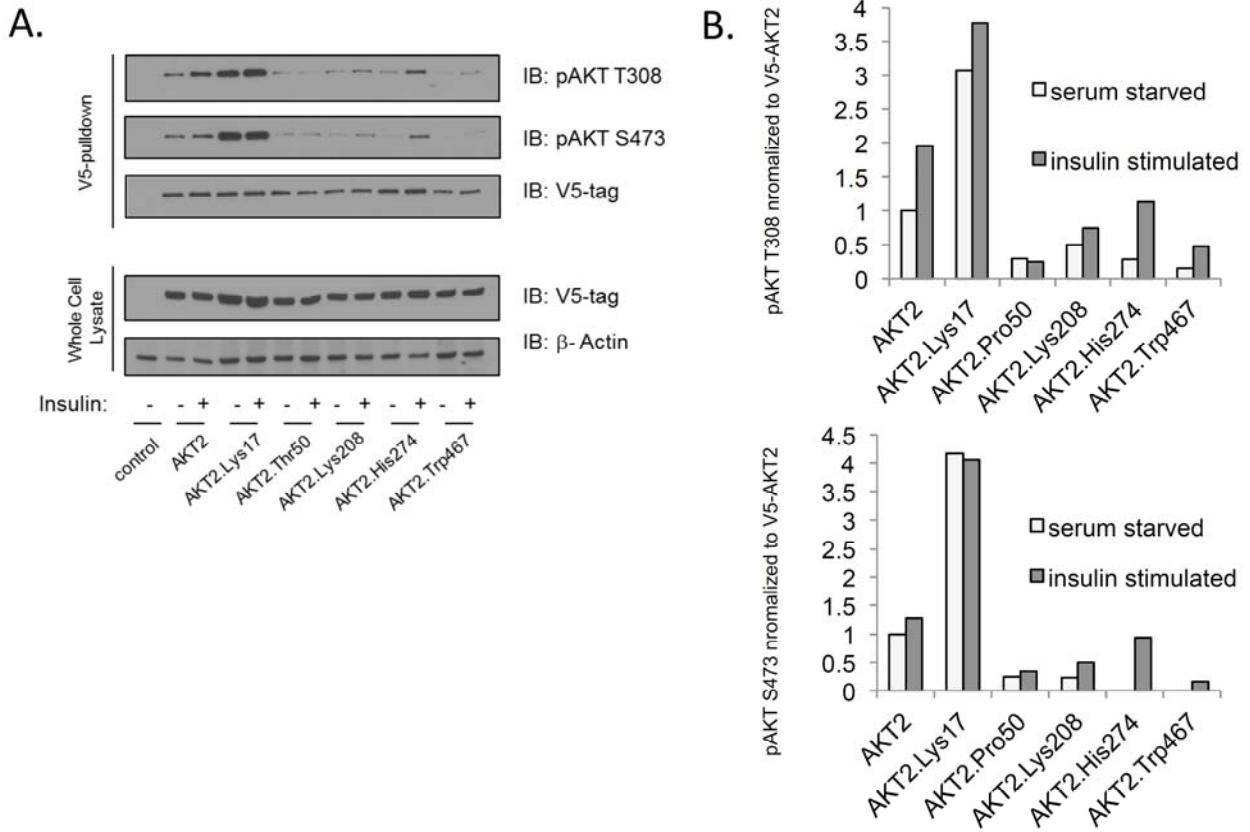 A.
V5-pulldown
IB: pAKT T308
IB: pAKT S473
IB: V5-tag
Whole Cell
Lysate
IB: V5-tag
IB: β- Actin
Insulin: - - + - + - + - + - + - +
control
AKT2
AKT2.Lys17
AKT2.Thr50
AKT2.Lys208
AKT2.His274
AKT2.Trp467
B.
pAKT T308 nromalized to V5-AKT2
4
3.5
3
2.5
2
1.5
1
0.5
0
serum starved
insulin stimulated
AKT2
AKT2.Lys17
AKT2.Pro50
AKT2.Lys208
AKT2.His274
AKT2.Trp467
pAKT S473 nromalized to V5-AKT2
4.5
4
3.5
3
2.5
2
1.5
1
0.5
0
serum starved
insulin stimulated
AKT2
AKT2.Lys17
AKT2.Pro50
AKT2.Lys208
AKT2.His274
AKT2.Trp467